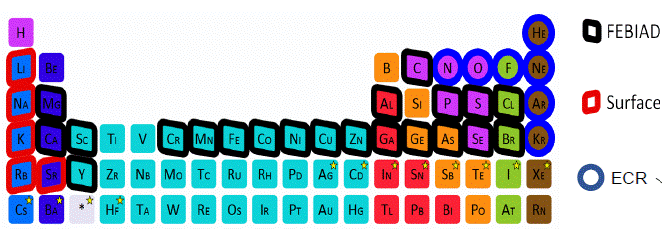 H He
Li Be B C N O F Ne
Na Mg Al Si P S Cl Ar
K Ca Sc Ti V Cr Mn Fe Co Ni Cu Zn Ga Ge As Se Br Kr
Rb Sr Y Zr Nb Mo Tc Ru Rh Pd Ag Cd In Sn Sb Te I Xe
Cs Ba * Hf Ta W Re Os Ir Pt Au Hg Tl Pb Bi Po At Rn
FEBIAD
Surface
ECR